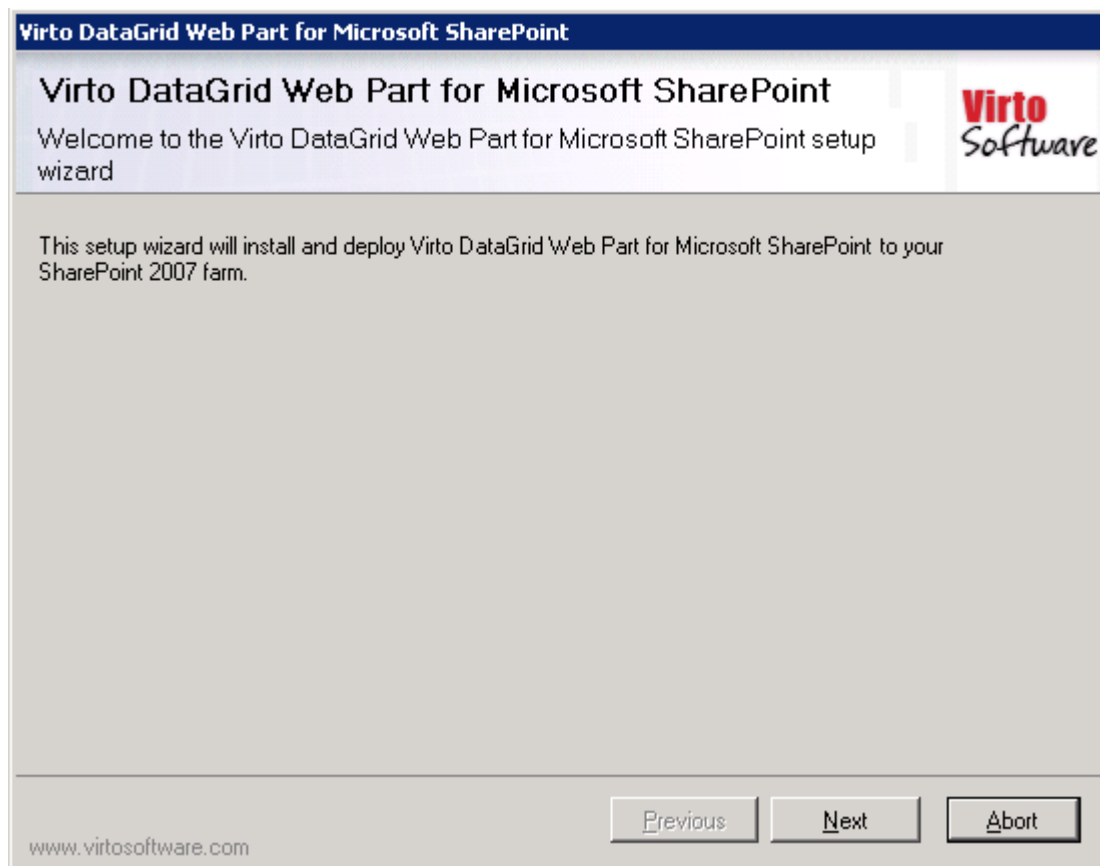 Virto DataGrid Web Part for Microsoft SharePoint
Virto DataGrid Web Part for Microsoft SharePoint
Welcome to the Virto DataGrid Web Part for Microsoft SharePoint setup
wizard
Virto
Software
This setup wizard will install and deploy Virto DataGrid Web Part for Microsoft SharePoint to your
SharePoint 2007 farm.
Previous
Next
Abort
www.virtosoftware.com